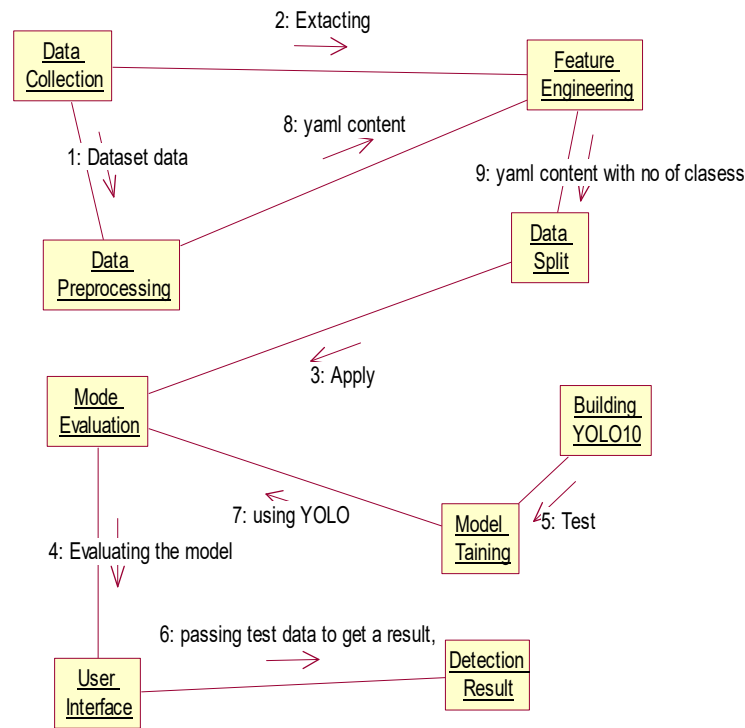 2: Extacting
Data
Collection
Feature
Engineering
8: yaml content
1: Dataset data
9: yaml content with no of clasess
Data
Preprocessing
Data
Split
3: Apply
Mode
Evaluation
Building
YOLO10
7: using YOLO
Model
Taining
5: Test
4: Evaluating the model
6: passing test data to get a result,
User
Interface
Detection
Result